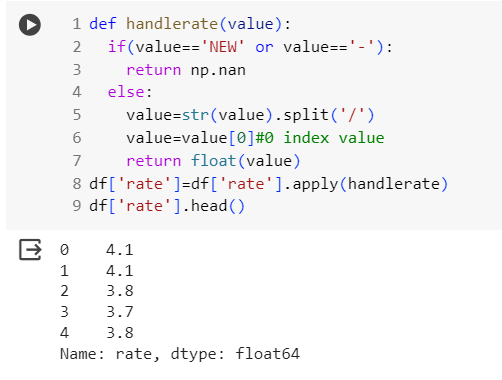 1 def handlerate(value):
2   if(value=='NEW' or value=='-'):
3     return np.nan
4   else:
5     value=str(value).split('/')
6     value=value[0]#0 index value
7     return float(value)
8 df['rate']=df['rate'].apply(handlerate)
9 df['rate'].head()
0    4.1
1    4.1
2    3.8
3    3.7
4    3.8
Name: rate, dtype: float64